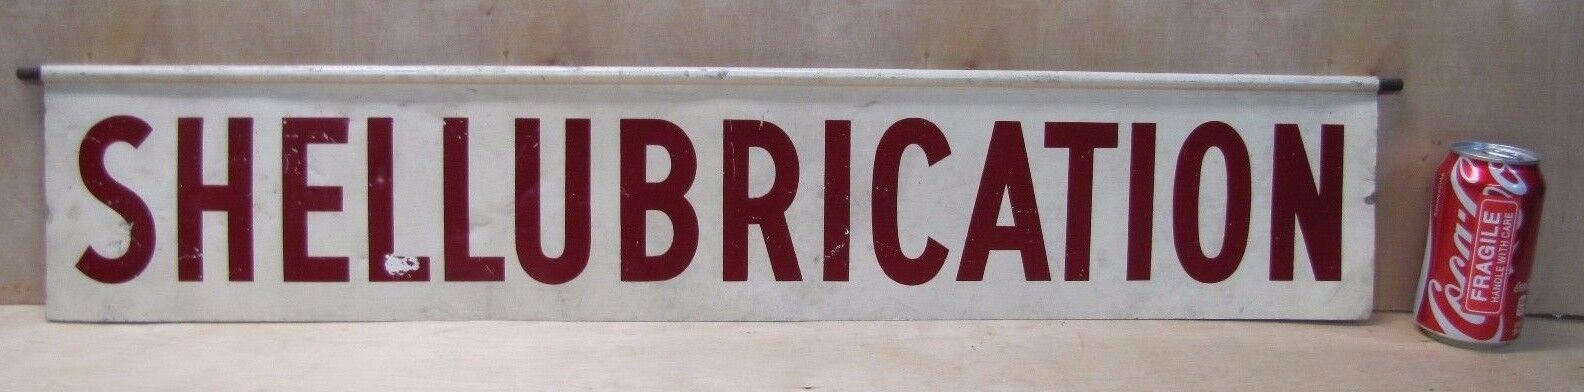 SHELLUBRICATION
Coca-Cola
FRAGILE
HANDLE WITH CARE